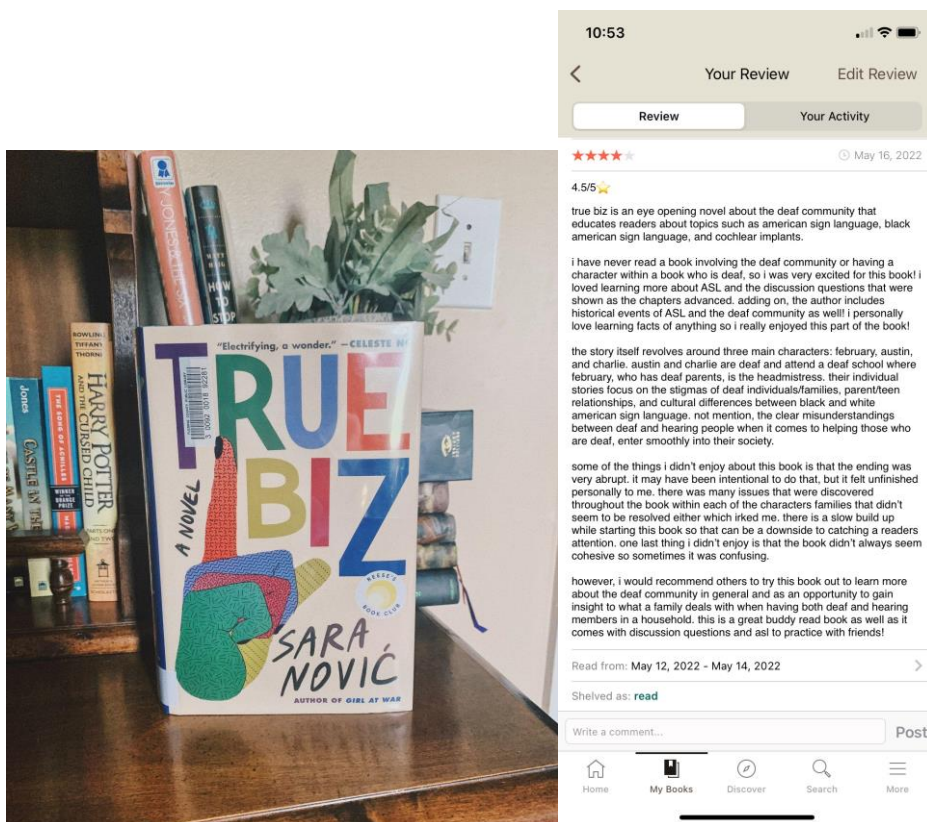 Y JONES & THE SIX
MATT
HAIG
HOW
TO
STOP
ROWLING
TIFFANY
THORNE
HARRY POTTER
AND THE CURSED CHILD
PARTS ONE
AND TWO
Jones
CASTLE IN THE
THE SONG OF ACHILLES
WINNER
ORANGE
PRIZE
"Electrifying, a wonder." —CELESTE N
TRUE
BIZ
A NOVEL
3 0092 0018 92281
REESE'S
BOOK CLUB
SARA
NOVIĆ
AUTHOR OF GIRL AT WAR
10:53
Your Review
Edit Review
Review
Your Activity
May 16, 2022
4.5/5⭐
true biz is an eye opening novel about the deaf community that
educates readers about topics such as american sign language, black
american sign language, and cochlear implants.
i have never read a book involving the deaf community or having a
character within a book who is deaf, so i was very excited for this book! i
loved learning more about ASL and the discussion questions that were
shown as the chapters advanced. adding on, the author includes
historical events of ASL and the deaf community as well! i personally
love learning facts of anything so i really enjoyed this part of the book!
the story itself revolves around three main characters: february, austin,
and charlie. austin and charlie are deaf and attend a deaf school where
february, who has deaf parents, is the headmistress. their individual
stories focus on the stigmas of deaf individuals/families, parent/teen
relationships, and cultural differences between black and white
american sign language. not mention, the clear misunderstandings
between deaf and hearing people when it comes to helping those who
are deaf, enter smoothly into their society.
some of the things i didn't enjoy about this book is that the ending was
very abrupt. it may have been intentional to do that, but it felt unfinished
personally to me. there was many issues that were discovered
throughout the book within each of the characters families that didn't
seem to be resolved either which irked me. there is a slow build up
while starting this book so that can be a downside to catching a readers
attention. one last thing i didn't enjoy is that the book didn't always seem
cohesive so sometimes it was confusing.
however, i would recommend others to try this book out to learn more
about the deaf community in general and as an opportunity to gain
insight to what a family deals with when having both deaf and hearing
members in a household. this is a great buddy read book as well as it
comes with discussion questions and asl to practice with friends!
Read from: May 12, 2022 - May 14, 2022
Shelved as: read
Write a comment...
Post
Home
My Books
Discover
Search
More